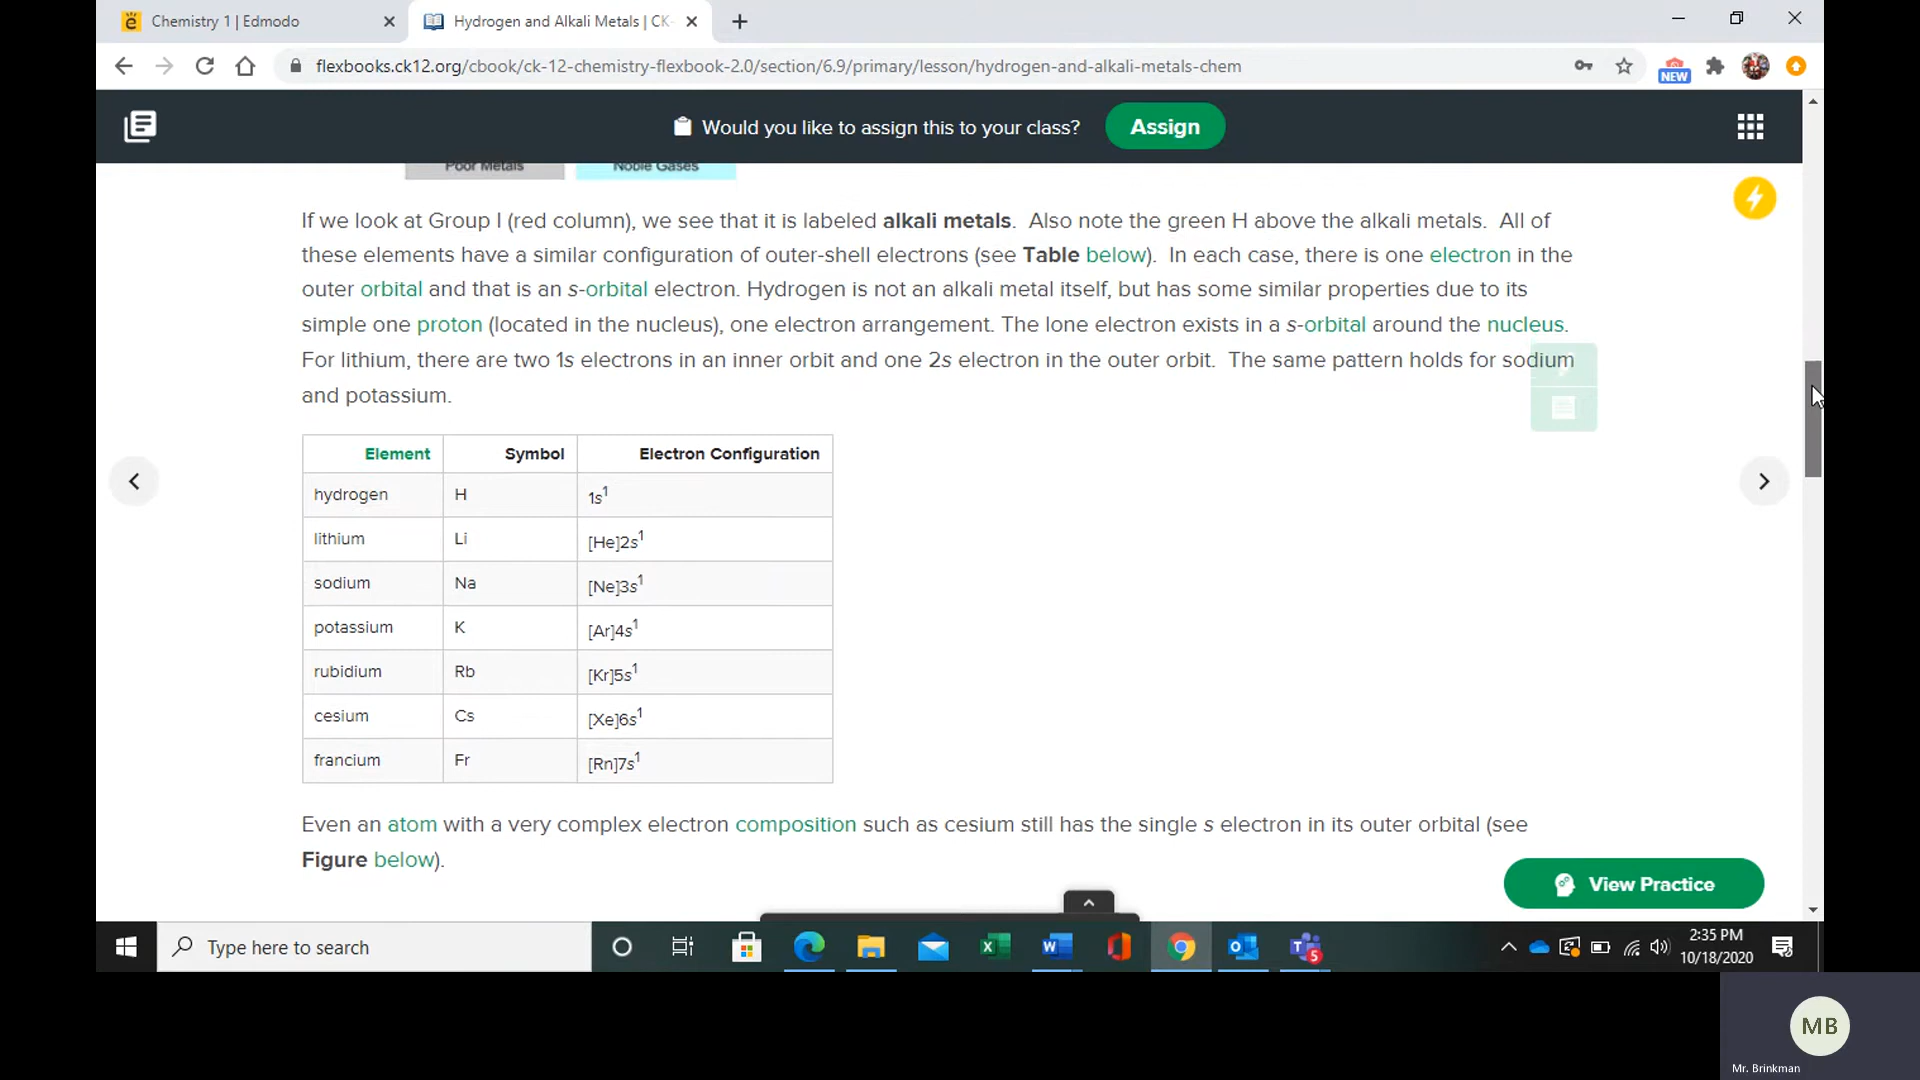 Chemistry 1 | Edmodo
Hydrogen and Alkali Metals | CK-
flexbooks.ck12.org/cbook/ck-12-chemistry-flexbook-2.0/section/6.9/primary/lesson/hydrogen-and-alkali-metals-chem
NEW
Would you like to assign this to your class?
Assign
Poor Metals
Noble Gases
If we look at Group I (red column), we see that it is labeled alkali metals. Also note the green H above the alkali metals. All of
these elements have a similar configuration of outer-shell electrons (see Table below). In each case, there is one electron in the
outer orbital and that is an s-orbital electron. Hydrogen is not an alkali metal itself, but has some similar properties due to its
simple one proton (located in the nucleus), one electron arrangement. The lone electron exists in a s-orbital around the nucleus.
For lithium, there are two 1s electrons in an inner orbit and one 2s electron in the outer orbit. The same pattern holds for sodium
and potassium.
Element Symbol Electron Configuration
hydrogen H 1s¹
lithium Li [He]2s¹
sodium Na [Ne]3s¹
potassium K [Ar]4s¹
rubidium Rb [Kr]5s¹
cesium Cs [Xe]6s¹
francium Fr [Rn]7s¹
Even an atom with a very complex electron composition such as cesium still has the single s electron in its outer orbital (see
Figure below).
View Practice
Type here to search
5
2:35 PM
10/18/2020
MB
Mr. Brinkman